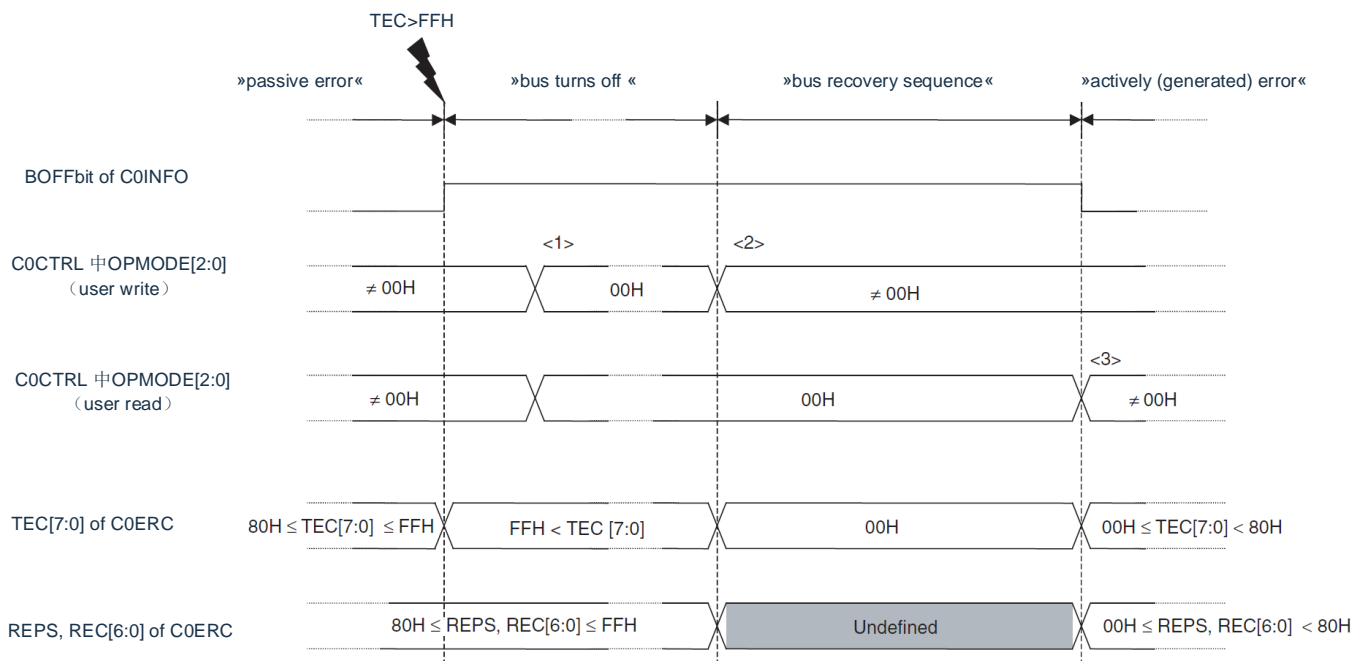 TEC>FFH
»passive error«
»bus turns off «
»bus recovery sequence«
»actively (generated) error«
BOFFbit of C0INFO
<1>
<2>
C0CTRL 中OPMODE[2:0]
（user write）
≠ 00H
00H
≠ 00H
<3>
C0CTRL 中OPMODE[2:0]
（user read）
≠ 00H
00H
≠ 00H
TEC[7:0] of C0ERC
80H ≤ TEC[7:0] ≤ FFH
FFH < TEC [7:0]
00H
00H ≤ TEC[7:0] < 80H
REPS, REC[6:0] of C0ERC
80H ≤ REPS, REC[6:0] ≤ FFH
Undefined
00H ≤ REPS, REC[6:0] < 80H